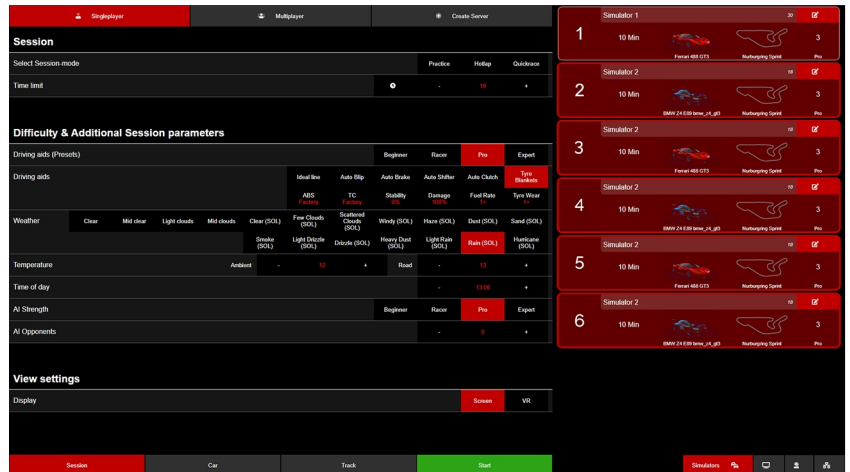 Singleplayer
Multiplayer
Create Server
Session
Select Session-mode Practice Hotlap Quickrace
Time limit - 10 +
Difficulty & Additional Session parameters
Driving aids (Presets) Beginner Racer Pro Expert
Driving aids Ideal line Auto Blip Auto Brake Auto Shifter Auto Clutch Tyre Blankets
ABS Factory TC Factory Stability 0% Damage 100% Fuel Rate 1× Tyre Wear 1×
Weather Clear Mid clear Light clouds Mid clouds Clear (SOL) Few Clouds (SOL) Scattered Clouds (SOL) Windy (SOL) Haze (SOL) Dust (SOL) Sand (SOL)
Smoke (SOL) Light Drizzle (SOL) Drizzle (SOL) Heavy Dust (SOL) Light Rain (SOL) Rain (SOL) Hurricane (SOL)
Temperature Ambient - 12 + Road - 13 +
Time of day - 13:00 +
AI Strength Beginner Racer Pro Expert
AI Opponents - 0 +
View settings
Display Screen VR
Session Car Track Start
Simulator 1
1 10 Min 3
Ferrari 488 GT3 Nurburgring Sprint Pro
Simulator 2
2 10 Min 3
BMW Z4 E89 bmw_z4_gt3 Nurburgring Sprint Pro
Simulator 2
3 10 Min 3
Ferrari 488 GT3 Nurburgring Sprint Pro
Simulator 2
4 10 Min 3
BMW Z4 E89 bmw_z4_gt3 Nurburgring Sprint Pro
Simulator 2
5 10 Min 3
Ferrari 488 GT3 Nurburgring Sprint Pro
Simulator 2
6 10 Min 3
BMW Z4 E89 bmw_z4_gt3 Nurburgring Sprint Pro
Simulators